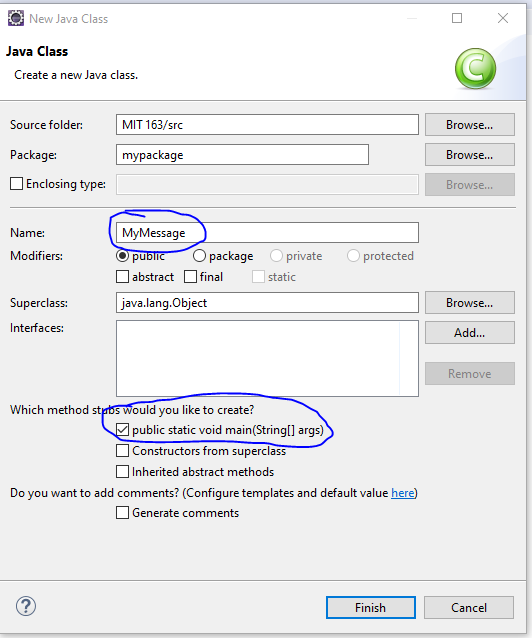 New Java Class
Java Class
Create a new Java class.
C
Source folder: MIT 163/src Browse...
Package: mypackage Browse...
Enclosing type: Browse...
Name: MyMessage
Modifiers: public package private protected
abstract final static
Superclass: java.lang.Object Browse...
Interfaces: Add...
Remove
Which method stubs would you like to create?
public static void main(String[] args)
Constructors from superclass
Inherited abstract methods
Do you want to add comments? (Configure templates and default value here)
Generate comments
? Finish Cancel